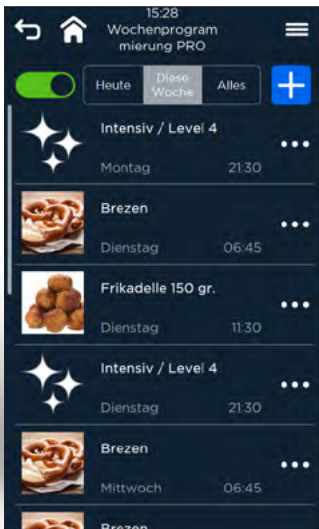 15:28
Wochenprogram
mierung PRO
Heute
Diese
Woche
Alles
Intensiv / Level 4
Montag 21:30
Brezen
Dienstag 06:45
Frikadelle 150 gr.
Dienstag 11:30
Intensiv / Level 4
Dienstag 21:30
Brezen
Mittwoch 06:45
Brezen